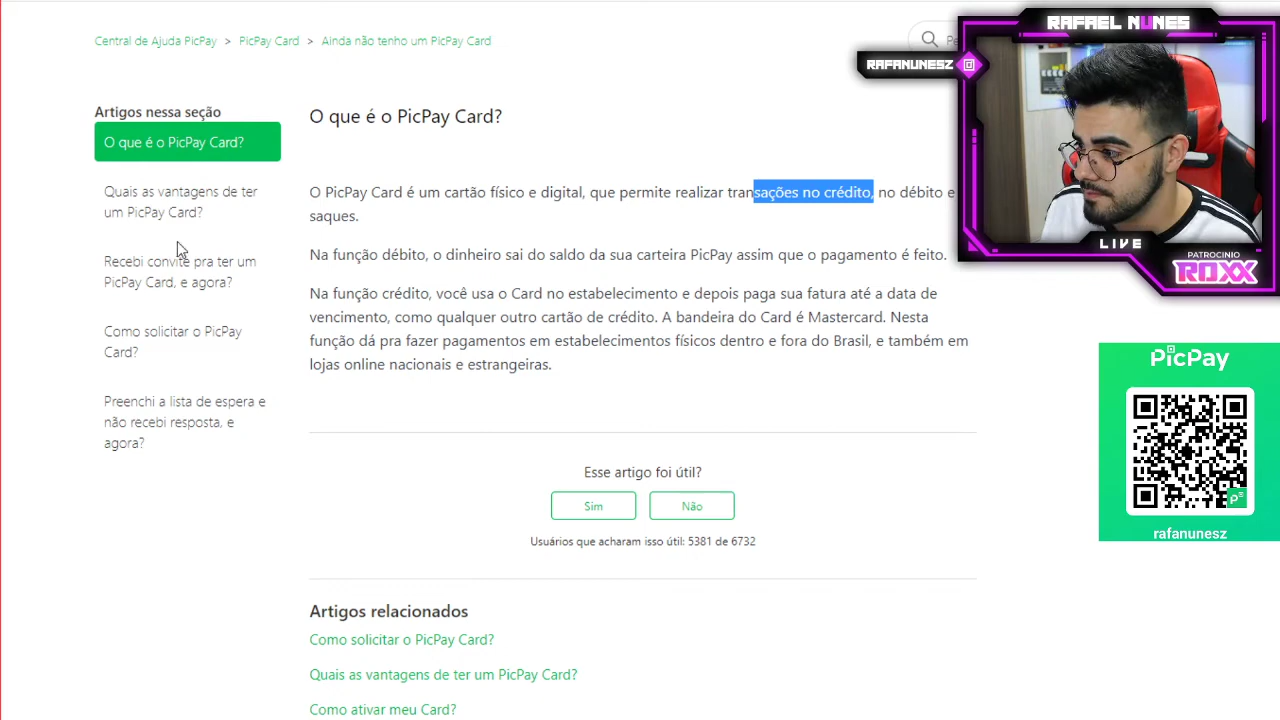 Central de Ajuda PicPay > PicPay Card > Ainda não tenho um PicPay Card
Artigos nessa seção
O que é o PicPay Card?
Quais as vantagens de ter
um PicPay Card?
Recebi convite pra ter um
PicPay Card, e agora?
Como solicitar o PicPay
Card?
Preenchi a lista de espera e
não recebi resposta, e
agora?
O que é o PicPay Card?
O PicPay Card é um cartão físico e digital, que permite realizar transações no crédito, no débito e
saques.
Na função débito, o dinheiro sai do saldo da sua carteira PicPay assim que o pagamento é feito.
Na função crédito, você usa o Card no estabelecimento e depois paga sua fatura até a data de
vencimento, como qualquer outro cartão de crédito. A bandeira do Card é Mastercard. Nesta
função dá pra fazer pagamentos em estabelecimentos físicos dentro e fora do Brasil, e também em
lojas online nacionais e estrangeiras.
Esse artigo foi útil?
Sim
Não
Usuários que acharam isso útil: 5381 de 6732
Artigos relacionados
Como solicitar o PicPay Card?
Quais as vantagens de ter um PicPay Card?
Como ativar meu Card?
RAFAEL NUNES
RAFANUNESZ
LIVE
PATROCINIO
ROXX
PicPay
rafanunesz